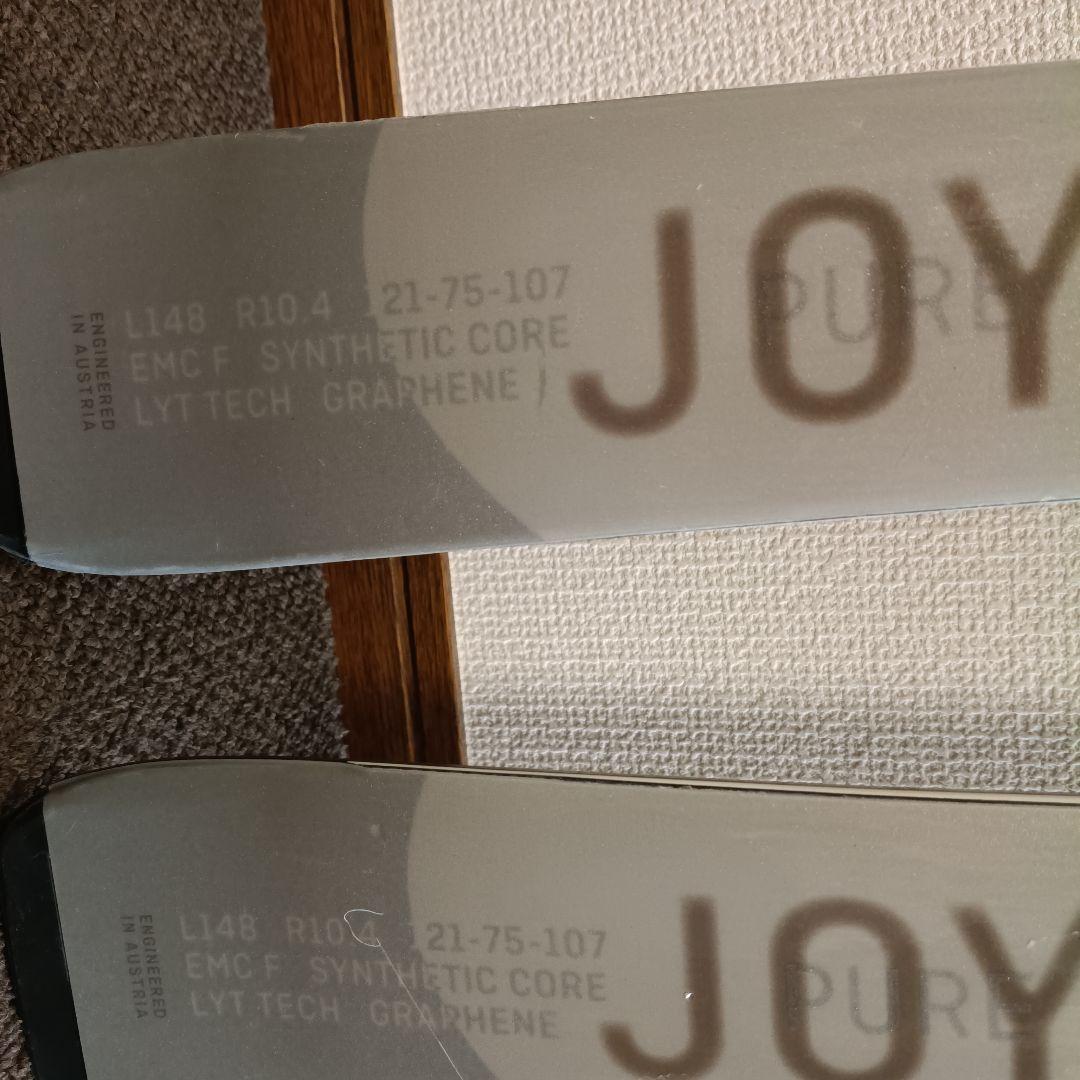 ENGINEERED
IN AUSTRIA
L148 R10.4 121-75-107
EMC F SYNTHETIC CORE
LYT TECH GRAPHENE
JOY
PURE
ENGINEERED
IN AUSTRIA
L148 R10.4 121-75-107
EMC F SYNTHETIC CORE
LYT TECH GRAPHENE
JOY
PURE